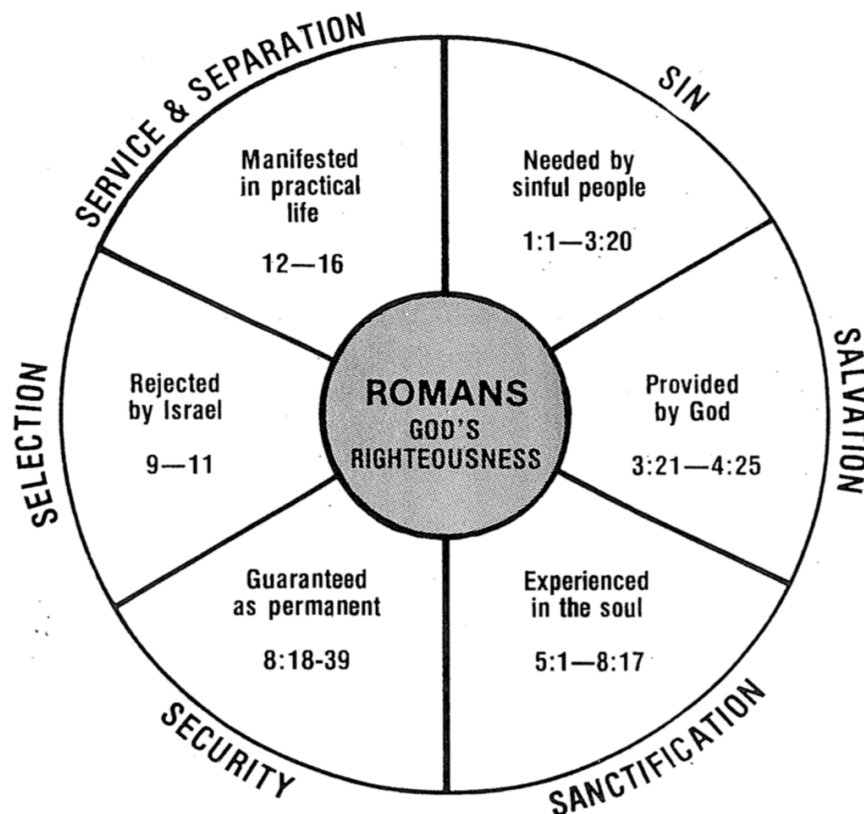 ROMANS
GOD'S
RIGHTEOUSNESS
SIN
Needed by
sinful people
1:1—3:20
SALVATION
Provided
by God
3:21—4:25
SANCTIFICATION
Experienced
in the soul
5:1—8:17
SECURITY
Guaranteed
as permanent
8:18-39
SELECTION
Rejected
by Israel
9—11
SERVICE & SEPARATION
Manifested
in practical
life
12—16